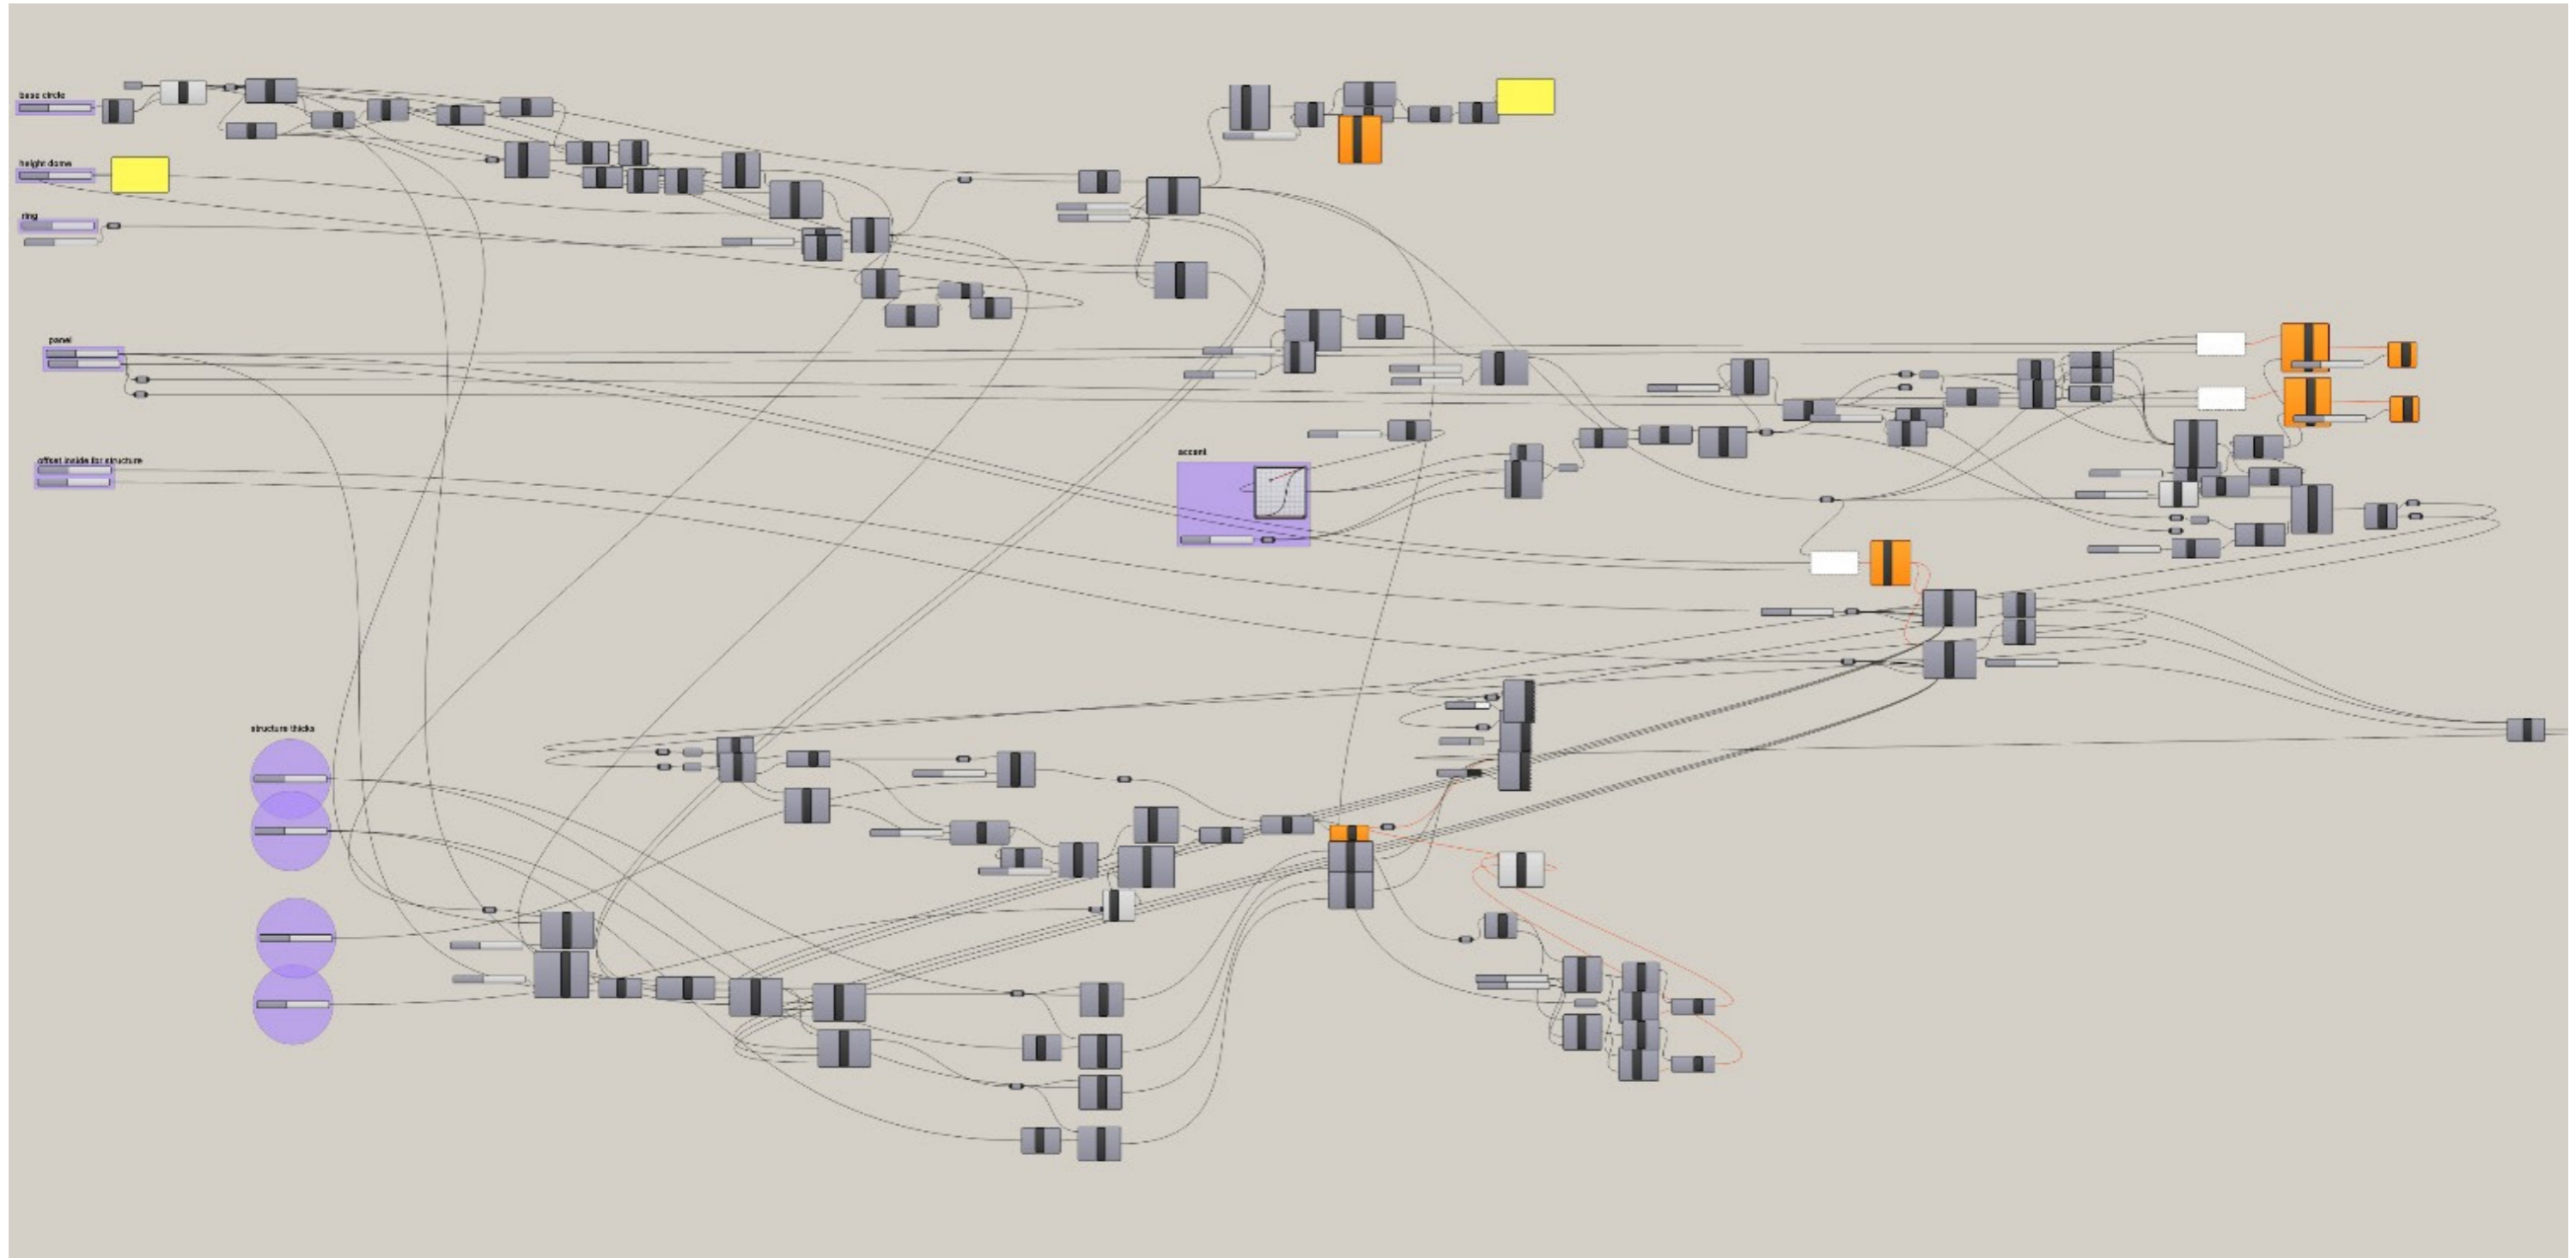 base circle
height dome
ring
panel
offset inside for structure
accent
structure thicks